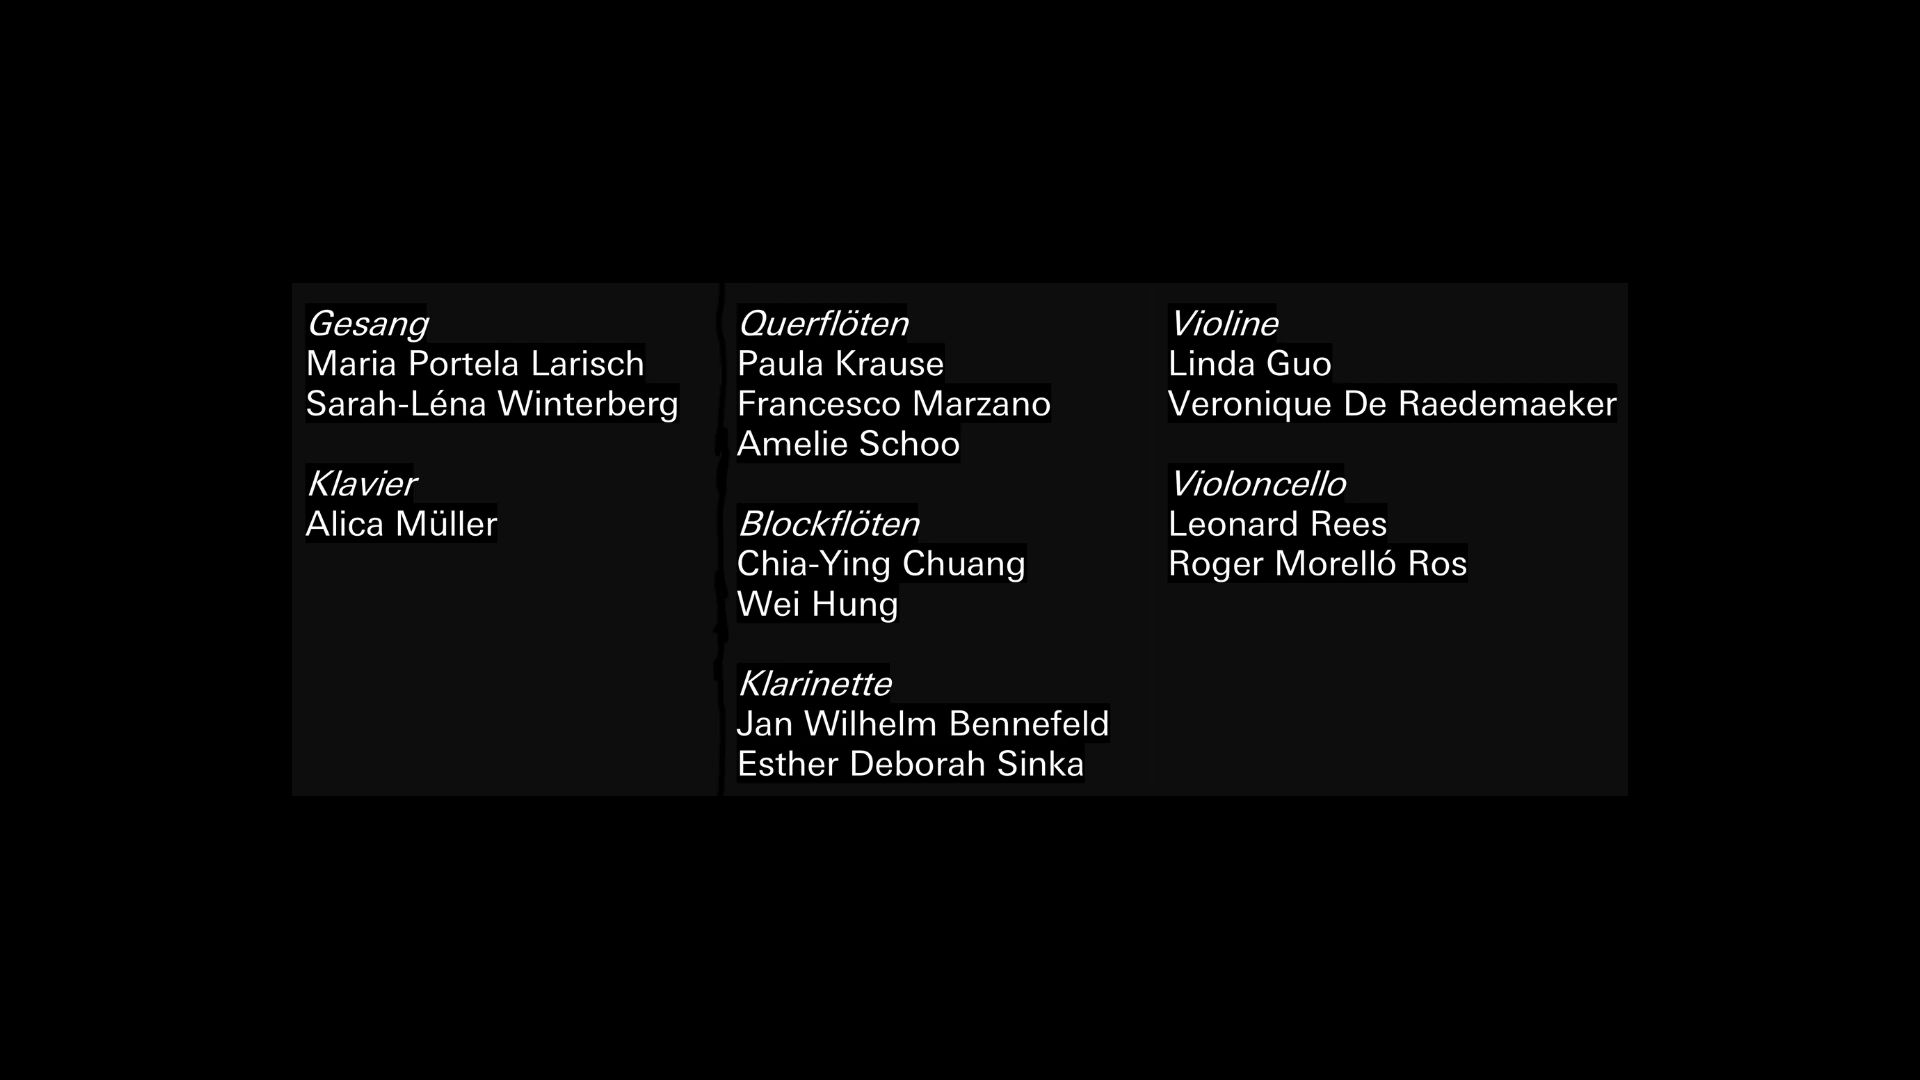 Gesang
Maria Portela Larisch
Sarah-Léna Winterberg
Klavier
Alica Müller
Querflöten
Paula Krause
Francesco Marzano
Amelie Schoo
Blockflöten
Chia-Ying Chuang
Wei Hung
Klarinette
Jan Wilhelm Bennefeld
Esther Deborah Sinka
Violine
Linda Guo
Veronique De Raedemaeker
Violoncello
Leonard Rees
Roger Morelló Ros